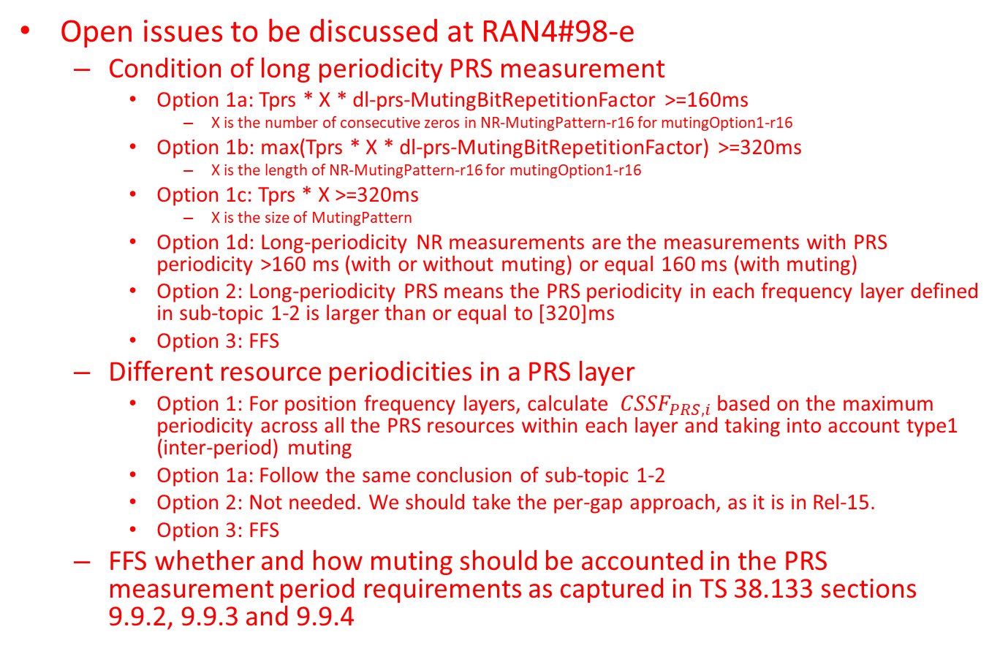 • Open issues to be discussed at RAN4#98-e
– Condition of long periodicity PRS measurement
• Option 1a: Tprs * X * dl-prs-MutingBitRepetitionFactor >=160ms
– X is the number of consecutive zeros in NR-MutingPattern-r16 for mutingOption1-r16
• Option 1b: max(Tprs * X * dl-prs-MutingBitRepetitionFactor) >=320ms
– X is the length of NR-MutingPattern-r16 for mutingOption1-r16
• Option 1c: Tprs * X >=320ms
– X is the size of MutingPattern
• Option 1d: Long-periodicity NR measurements are the measurements with PRS
periodicity >160 ms (with or without muting) or equal 160 ms (with muting)
• Option 2: Long-periodicity PRS means the PRS periodicity in each frequency layer defined
in sub-topic 1-2 is larger than or equal to [320]ms
• Option 3: FFS
– Different resource periodicities in a PRS layer
• Option 1: For position frequency layers, calculate CSSF_{PRS,i} based on the maximum
periodicity across all the PRS resources within each layer and taking into account type1
(inter-period) muting
• Option 1a: Follow the same conclusion of sub-topic 1-2
• Option 2: Not needed. We should take the per-gap approach, as it is in Rel-15.
• Option 3: FFS
– FFS whether and how muting should be accounted in the PRS
measurement period requirements as captured in TS 38.133 sections
9.9.2, 9.9.3 and 9.9.4